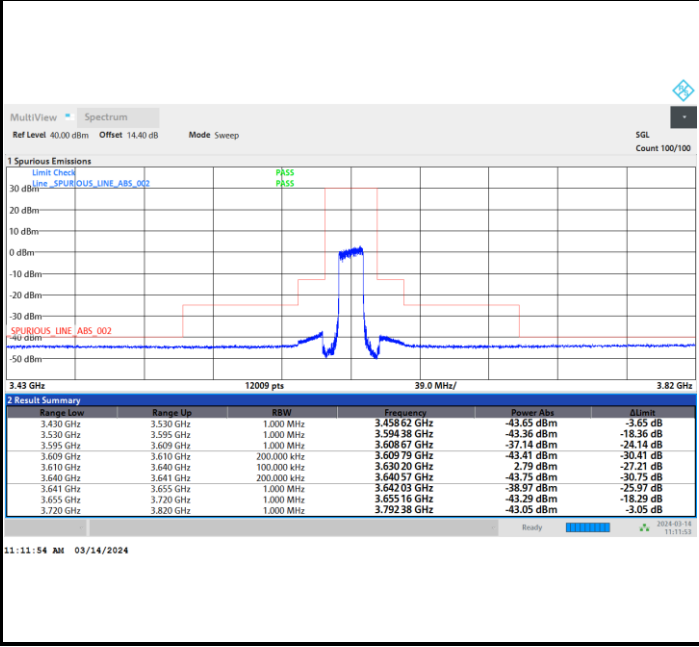 MultiView Spectrum
Ref Level 40.00 dBm Offset 14.40 dB Mode Sweep SGL
Count 100/100
1 Spurious Emissions
Limit Check PASS
Line _SPURIOUS_LINE_ABS_002 PASS
30 dBm
20 dBm
10 dBm
0 dBm
-10 dBm
-20 dBm
-30 dBm
_SPURIOUS_LINE_ABS_002
-40 dBm
-50 dBm
3.43 GHz 12009 pts 39.0 MHz/ 3.82 GHz
2 Result Summary
Range Low Range Up RBW Frequency Power Abs ΔLimit
3.430 GHz 3.530 GHz 1.000 MHz 3.458 62 GHz -43.65 dBm -3.65 dB
3.530 GHz 3.595 GHz 1.000 MHz 3.594 38 GHz -43.36 dBm -18.36 dB
3.595 GHz 3.609 GHz 1.000 MHz 3.608 67 GHz -37.14 dBm -24.14 dB
3.609 GHz 3.610 GHz 200.000 kHz 3.609 79 GHz -43.41 dBm -30.41 dB
3.610 GHz 3.640 GHz 100.000 kHz 3.630 20 GHz 2.79 dBm -27.21 dB
3.640 GHz 3.641 GHz 200.000 kHz 3.640 57 GHz -43.75 dBm -30.75 dB
3.641 GHz 3.655 GHz 1.000 MHz 3.642 03 GHz -38.97 dBm -25.97 dB
3.655 GHz 3.720 GHz 1.000 MHz 3.655 16 GHz -43.29 dBm -18.29 dB
3.720 GHz 3.820 GHz 1.000 MHz 3.792 38 GHz -43.05 dBm -3.05 dB
Ready 2024-03-14
11:11:53
11:11:54 AM 03/14/2024